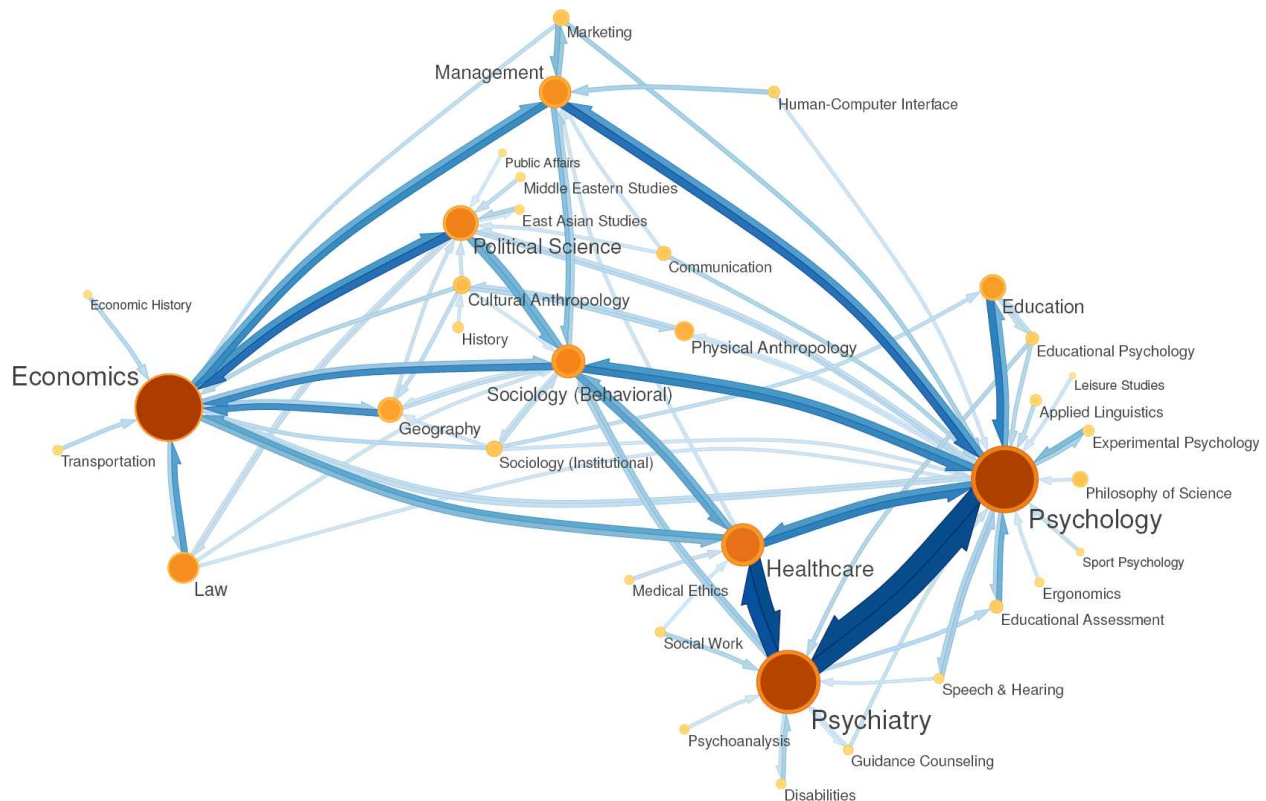 Marketing
Management
Human-Computer Interface
Public Affairs
Middle Eastern Studies
East Asian Studies
Political Science
Communication
Education
Economic History
Cultural Anthropology
History
Physical Anthropology
Educational Psychology
Economics
Leisure Studies
Sociology (Behavioral)
Applied Linguistics
Geography
Experimental Psychology
Transportation
Sociology (Institutional)
Philosophy of Science
Psychology
Sport Psychology
Healthcare
Law
Medical Ethics
Ergonomics
Educational Assessment
Social Work
Speech & Hearing
Psychiatry
Psychoanalysis
Guidance Counseling
Disabilities